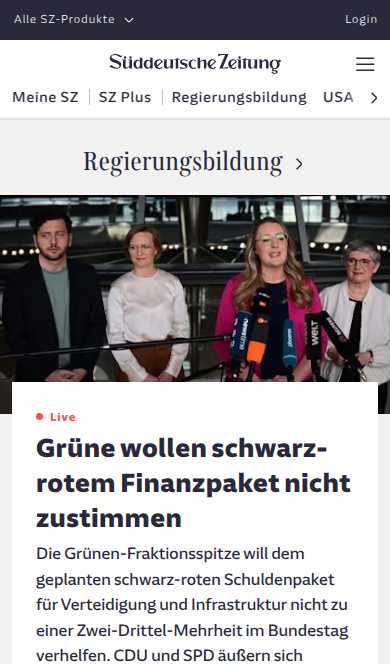 Alle SZ-Produkte
Login
Süddeutsche Zeitung
Meine SZ
SZ Plus
Regierungsbildung
USA
Regierungsbildung
phoenix
welt
Live
Grüne wollen schwarz-
rotem Finanzpaket nicht
zustimmen
Die Grünen-Fraktionsspitze will dem
geplanten schwarz-roten Schuldenpaket
für Verteidigung und Infrastruktur nicht zu
einer Zwei-Drittel-Mehrheit im Bundestag
verhelfen. CDU und SPD äußern sich